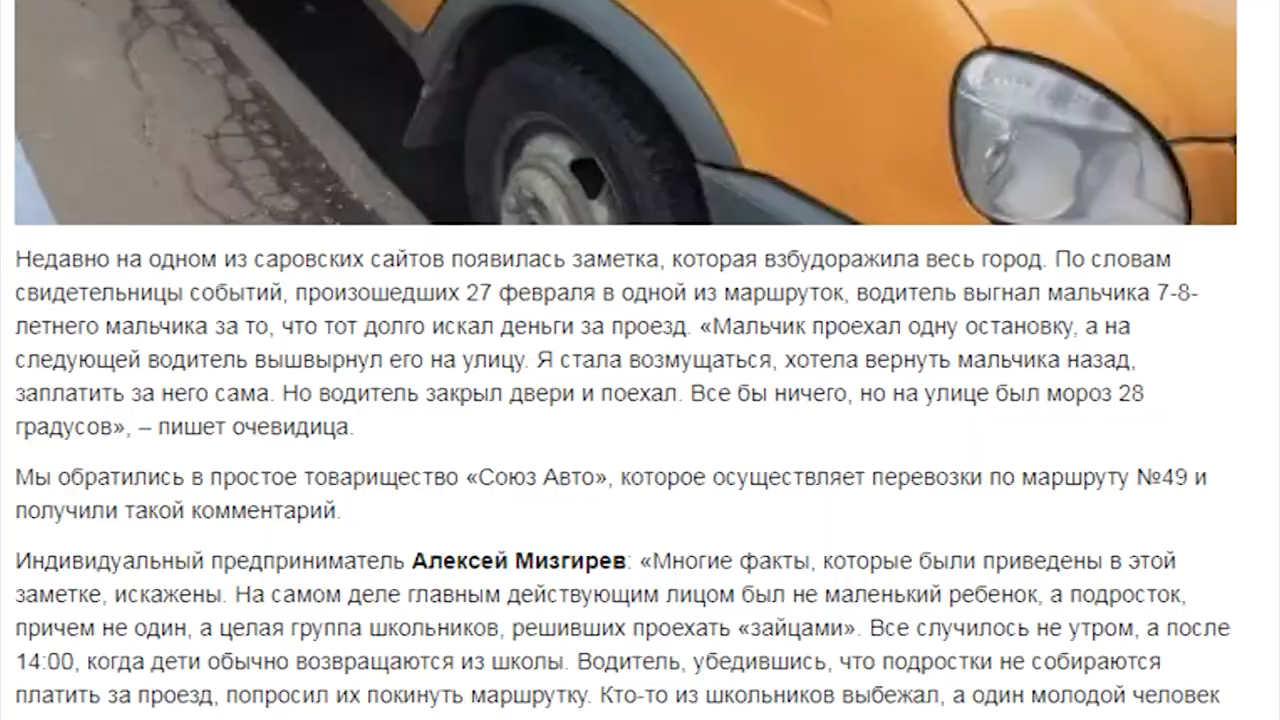 Недавно на одном из саровских сайтов появилась заметка, которая взбудоражила весь город. По словам
свидетельницы событий, произошедших 27 февраля в одной из маршруток, водитель выгнал мальчика 7-8-
летнего мальчика за то, что тот долго искал деньги за проезд. «Мальчик проехал одну остановку, а на
следующей водитель вышвырнул его на улицу. Я стала возмущаться, хотела вернуть мальчика назад,
заплатить за него сама. Но водитель закрыл двери и поехал. Все бы ничего, но на улице был мороз 28
градусов», – пишет очевидица.
Мы обратились в простое товарищество «Союз Авто», которое осуществляет перевозки по маршруту №49 и
получили такой комментарий.
Индивидуальный предприниматель Алексей Мизгирев: «Многие факты, которые были приведены в этой
заметке, искажены. На самом деле главным действующим лицом был не маленький ребенок, а подросток,
причем не один, а целая группа школьников, решивших проехать «зайцами». Все случилось не утром, а после
14:00, когда дети обычно возвращаются из школы. Водитель, убедившись, что подростки не собираются
платить за проезд, попросил их покинуть маршрутку. Кто-то из школьников выбежал, а один молодой человек